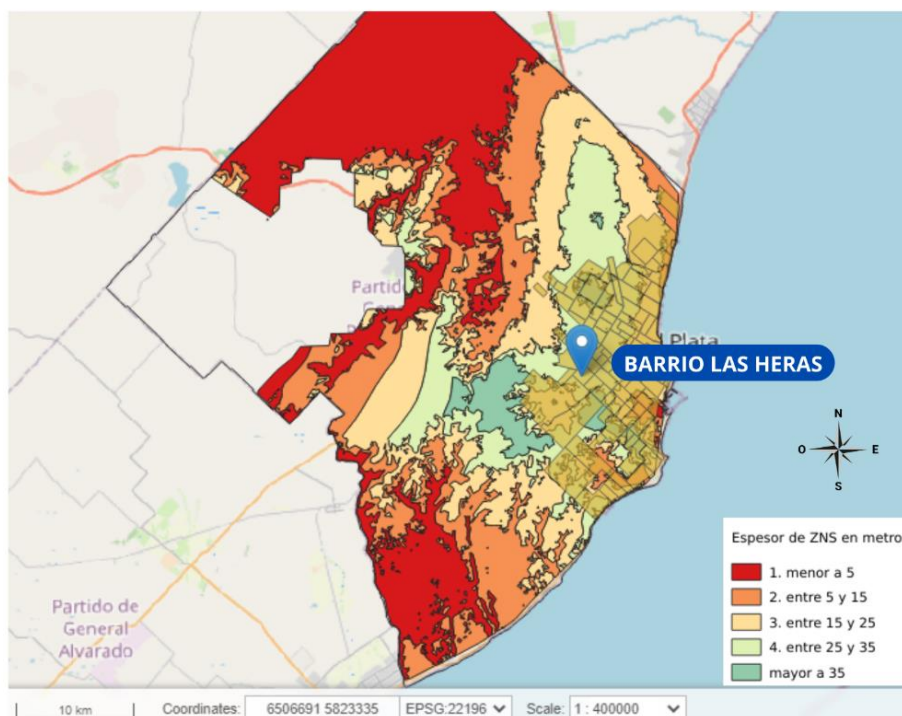 Partido
Gene
l Plata
BARRIO LAS HERAS
N
O
E
S
Espesor de ZNS en metro
1. menor a 5
2. entre 5 y 15
3. entre 15 y 25
4. entre 25 y 35
mayor a 35
Partido de
General
Alvarado
10 km
Coordinates:
6506691 5823335
EPSG:22196
Scale:
1 : 400000